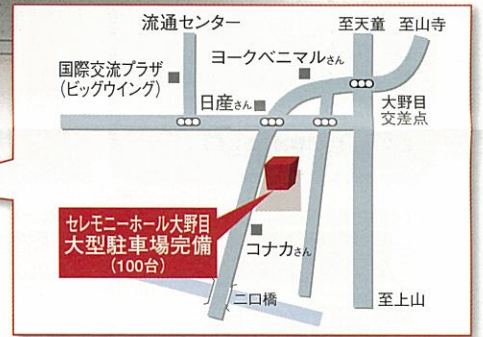 流通センター
至天童
至山寺
国際交流プラザ
(ビッグウイング)
ヨークベニマルさん
日産さん
大野目
交差点
セレモニーホール大野目
大型駐車場完備
(100台)
コナカさん
二口橋
至上山